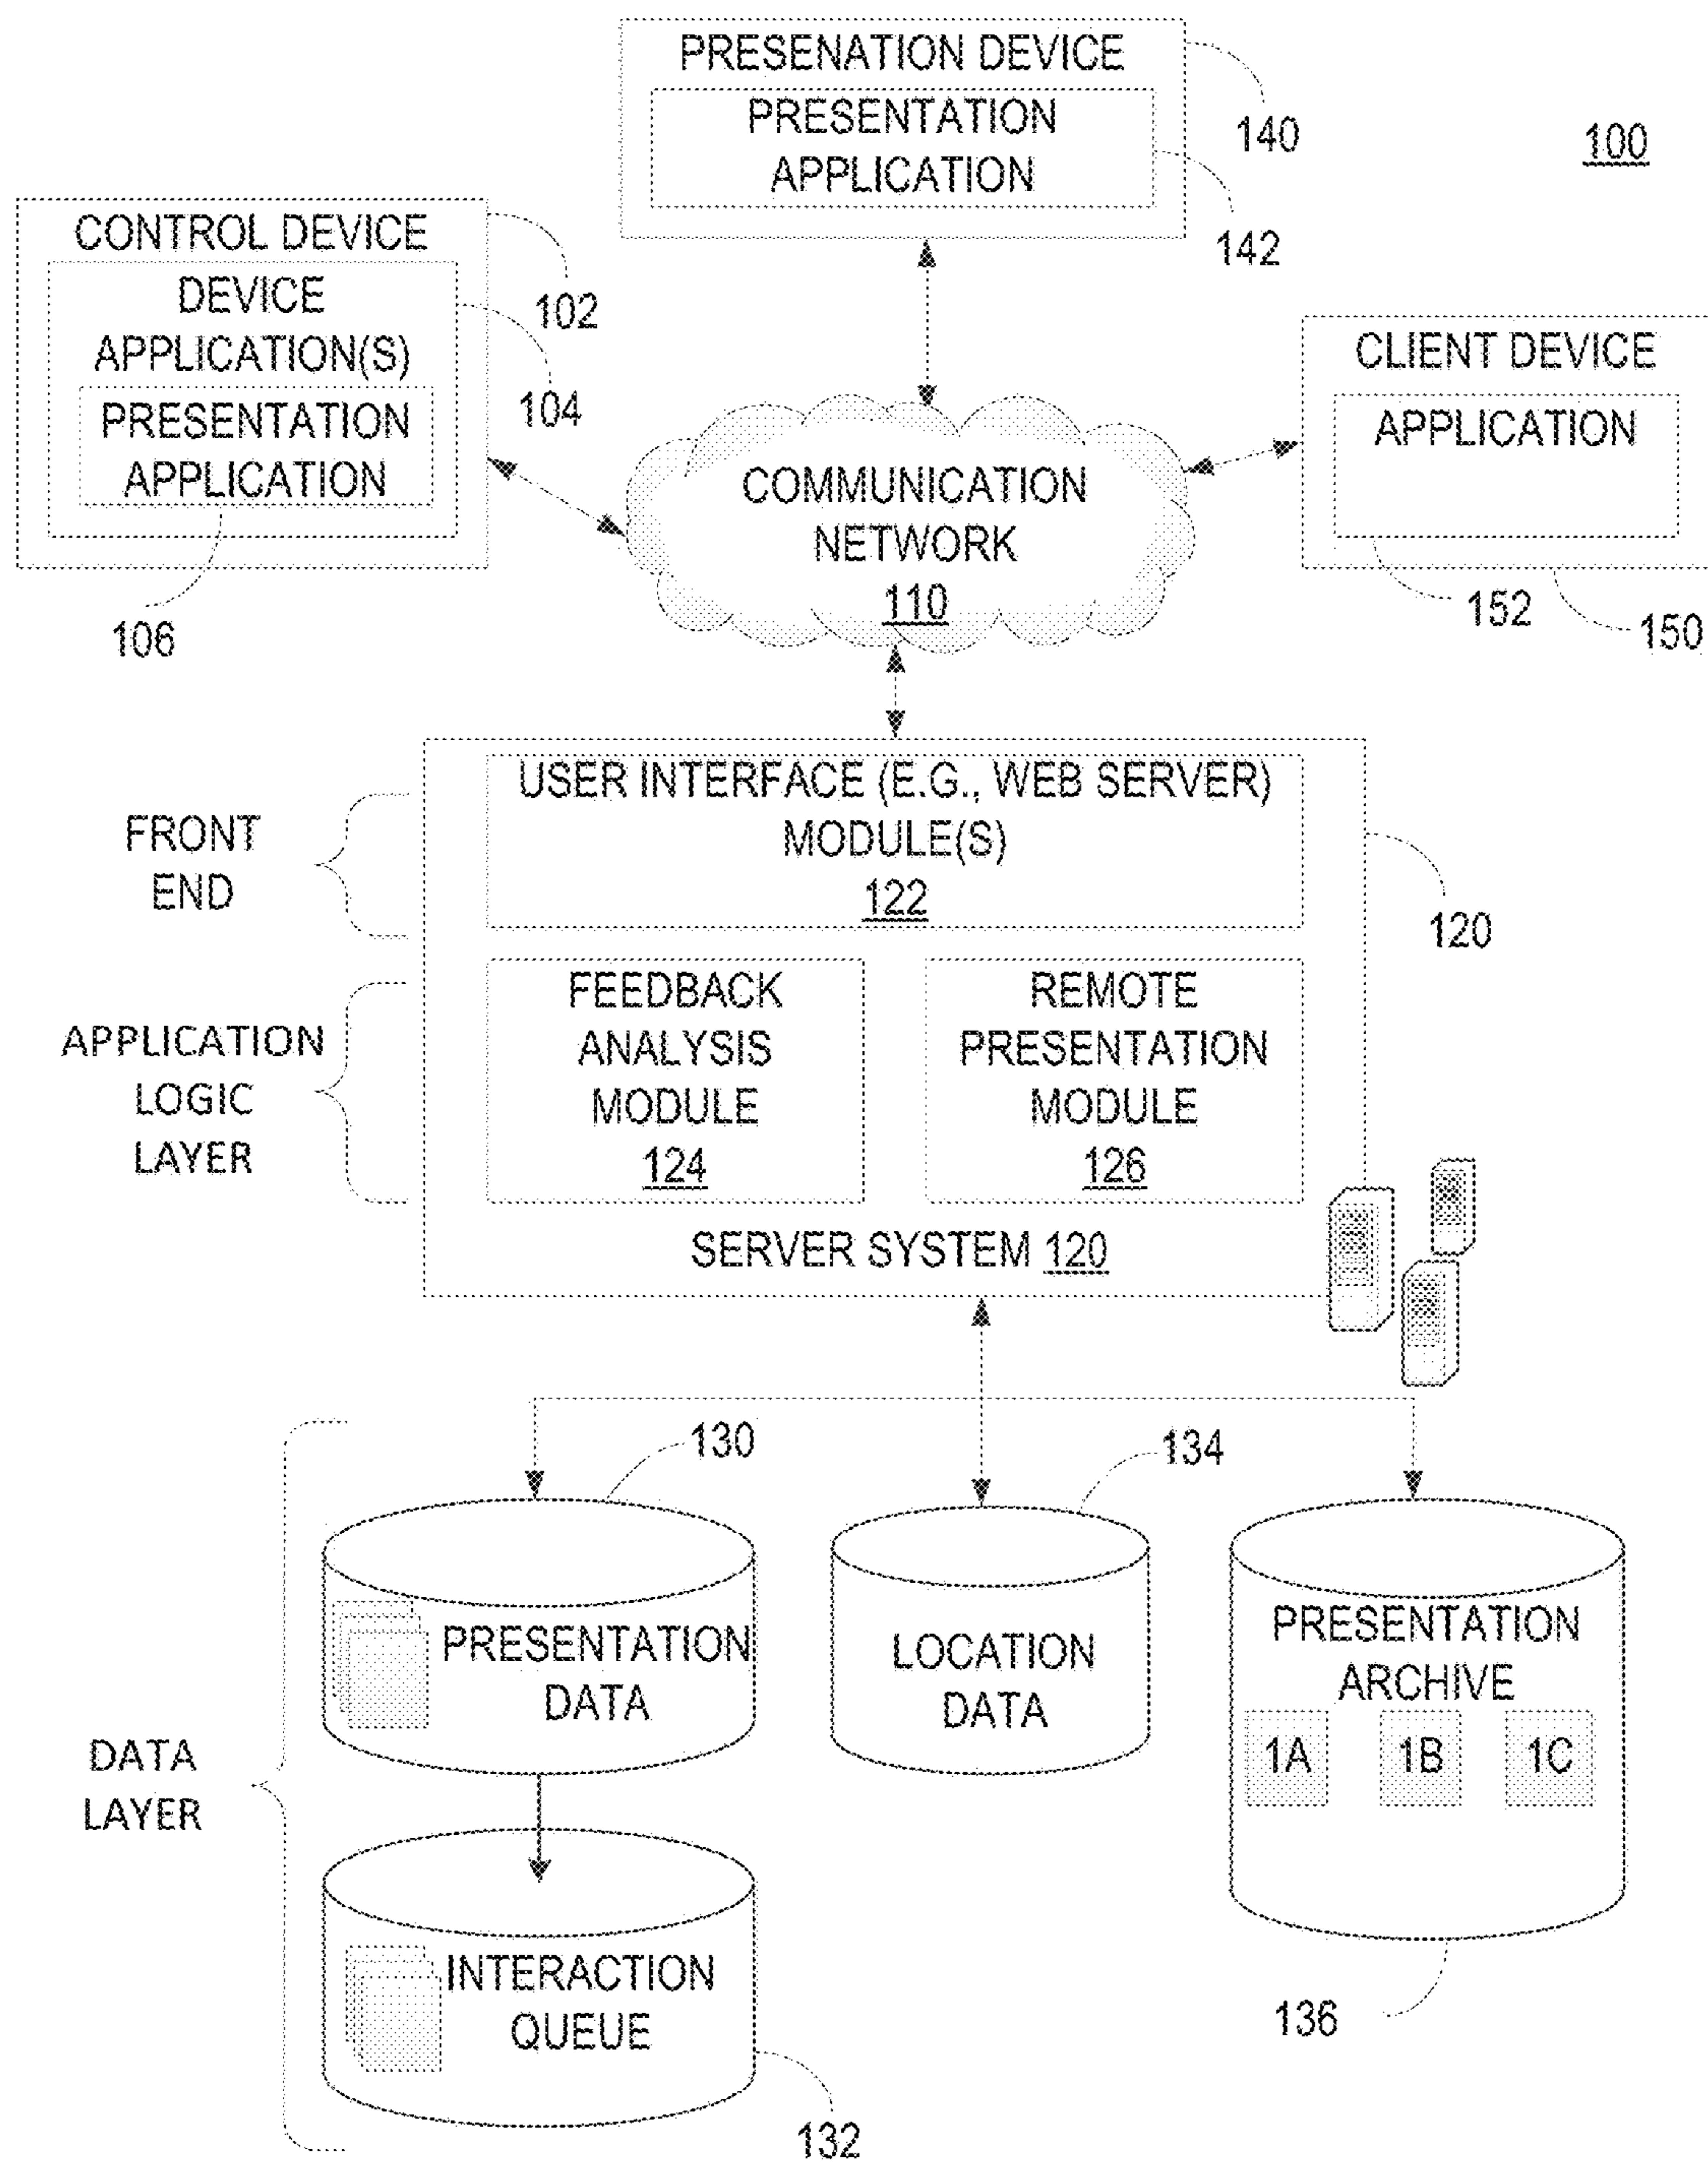 PRESENATION DEVICE
PRESENTATION
APPLICATION
140
142
100
CONTROL DEVICE
DEVICE
APPLICATION(S)
PRESENTATION
APPLICATION
102
104
106
CLIENT DEVICE
APPLICATION
152
150
COMMUNICATION
NETWORK
110
FRONT
END
USER INTERFACE (E.G., WEB SERVER)
MODULE(S)
122
120
APPLICATION
LOGIC
LAYER
FEEDBACK
ANALYSIS
MODULE
124
REMOTE
PRESENTATION
MODULE
126
SERVER SYSTEM 120
DATA
LAYER
130
PRESENTATION
DATA
134
LOCATION
DATA
PRESENTATION
ARCHIVE
1A 1B 1C
136
INTERACTION
QUEUE
132